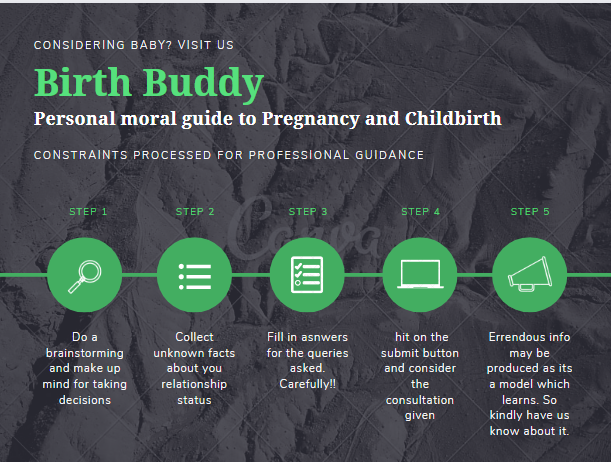 CONSIDERING BABY? VISIT US
Birth Buddy
Personal moral guide to Pregnancy and Childbirth
CONSTRAINTS PROCESSED FOR PROFESSIONAL GUIDANCE
STEP 1
Do a
brainstorming
and make up
mind for taking
decisions
STEP 2
Collect
unknown facts
about you
relationship
status
STEP 3
Fill in asnwers
for the queries
asked.
Carefully!!
STEP 4
hit on the
submit button
and consider
the
consultation
given
STEP 5
Errendous info
may be
produced as its
a model which
learns. So
kindly have us
know about it.
Canva